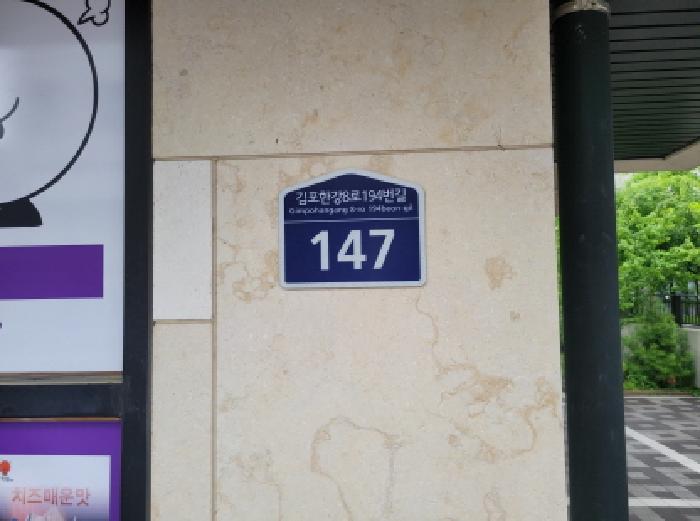 김포한강8로194번길
Gimpohangang 8-ro 194beon-gil
147
치즈매운맛